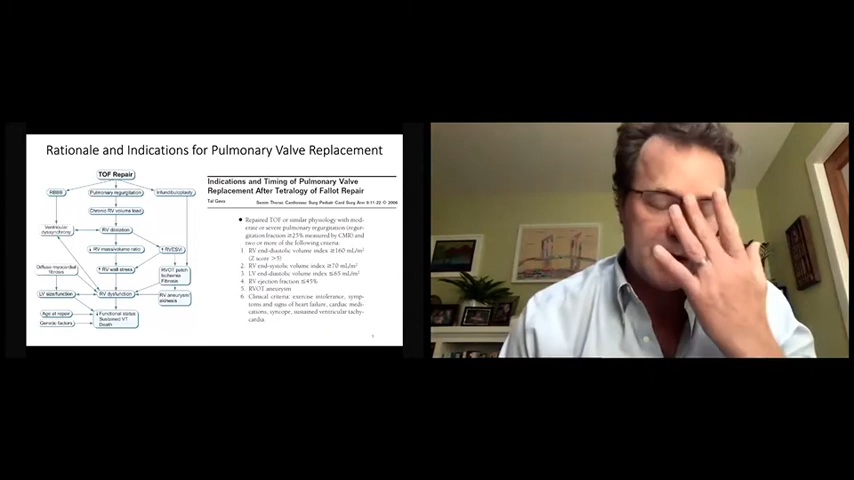 Rationale and Indications for Pulmonary Valve Replacement
TOF Repair
RBBB
Pulmonary regurgitation
Infundibulotomy
Chronic RV volume load
Ventricular
dyssynchrony
RV dilation
RV mass/volume ratio
RVESVi
Diffuse myocardial
fibrosis
RV wall stress
RVOT patch
Ischemia
Fibrosis
LV size/function
RV dysfunction
RV aneurysm/
akinesis
Age at repair
Genetic factors
Functional status
Sustained VT
Death
Indications and Timing of Pulmonary Valve
Replacement After Tetralogy of Fallot Repair
Tal Geva
Semin Thorac Cardiovasc Surg Pediatr Card Surg Ann 9:11-22 © 2006
• Repaired TOF or similar physiology with mod-
erate or severe pulmonary regurgitation (regur-
gitation fraction ≥25% measured by CMR) and
two or more of the following criteria:
1. RV end-diastolic volume index ≥160 mL/m²
(Z score >5)
2. RV end-systolic volume index ≥70 mL/m²
3. LV end-diastolic volume index ≤65 mL/m²
4. RV ejection fraction ≤45%
5. RVOT aneurysm
6. Clinical criteria: exercise intolerance, symp-
toms and signs of heart failure, cardiac medi-
cations, syncope, sustained ventricular tachy-
cardia